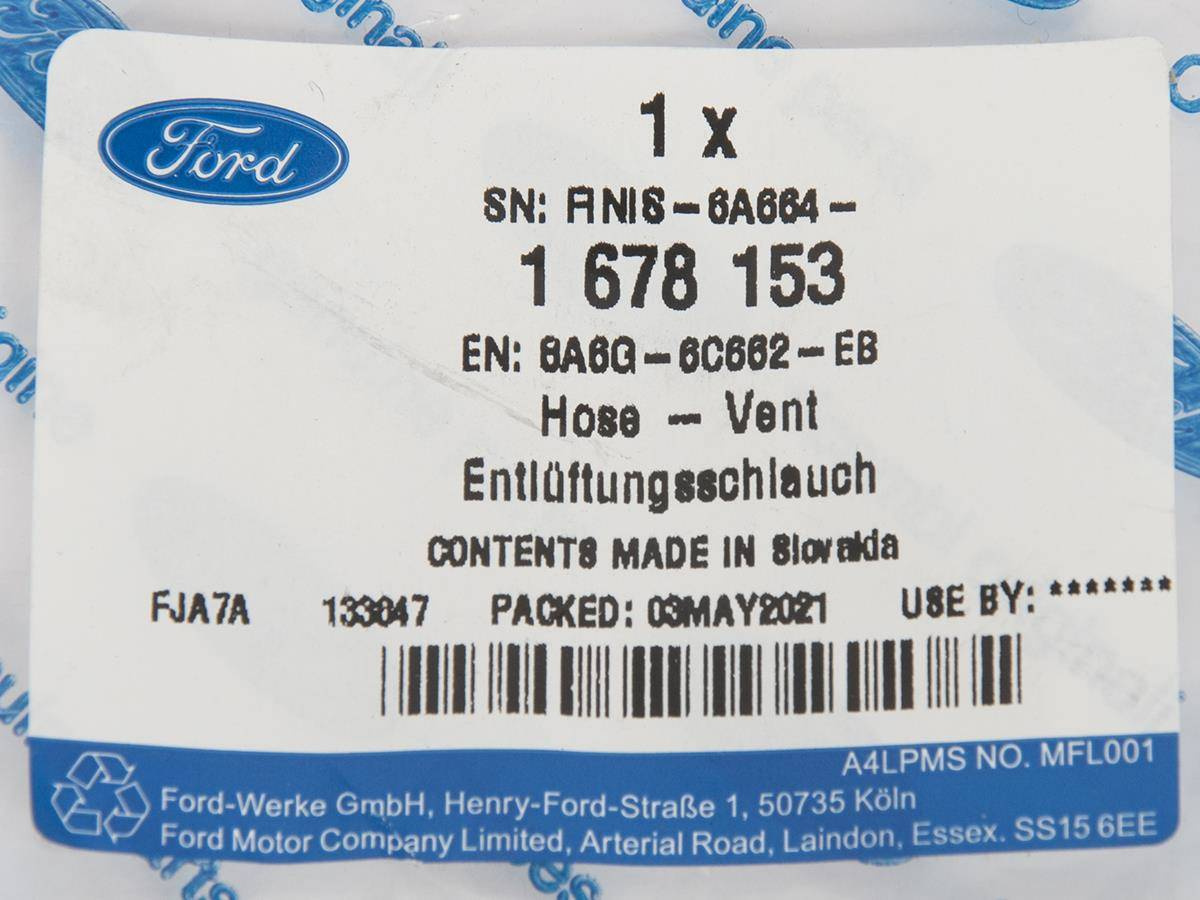 Ford
1 x
SN: FINIS-6A664-
1 678 153
EN: 8A6G-6C662-EB
Hose - Vent
Entlüftungsschlauch
CONTENTS MADE IN Slovakia
FJA7A 133647 PACKED: 03MAY2021 USE BY: *******
A4LPMS NO. MFL001
Ford-Werke GmbH, Henry-Ford-Straße 1, 50735 Köln
Ford Motor Company Limited, Arterial Road, Laindon, Essex. SS15 6EE